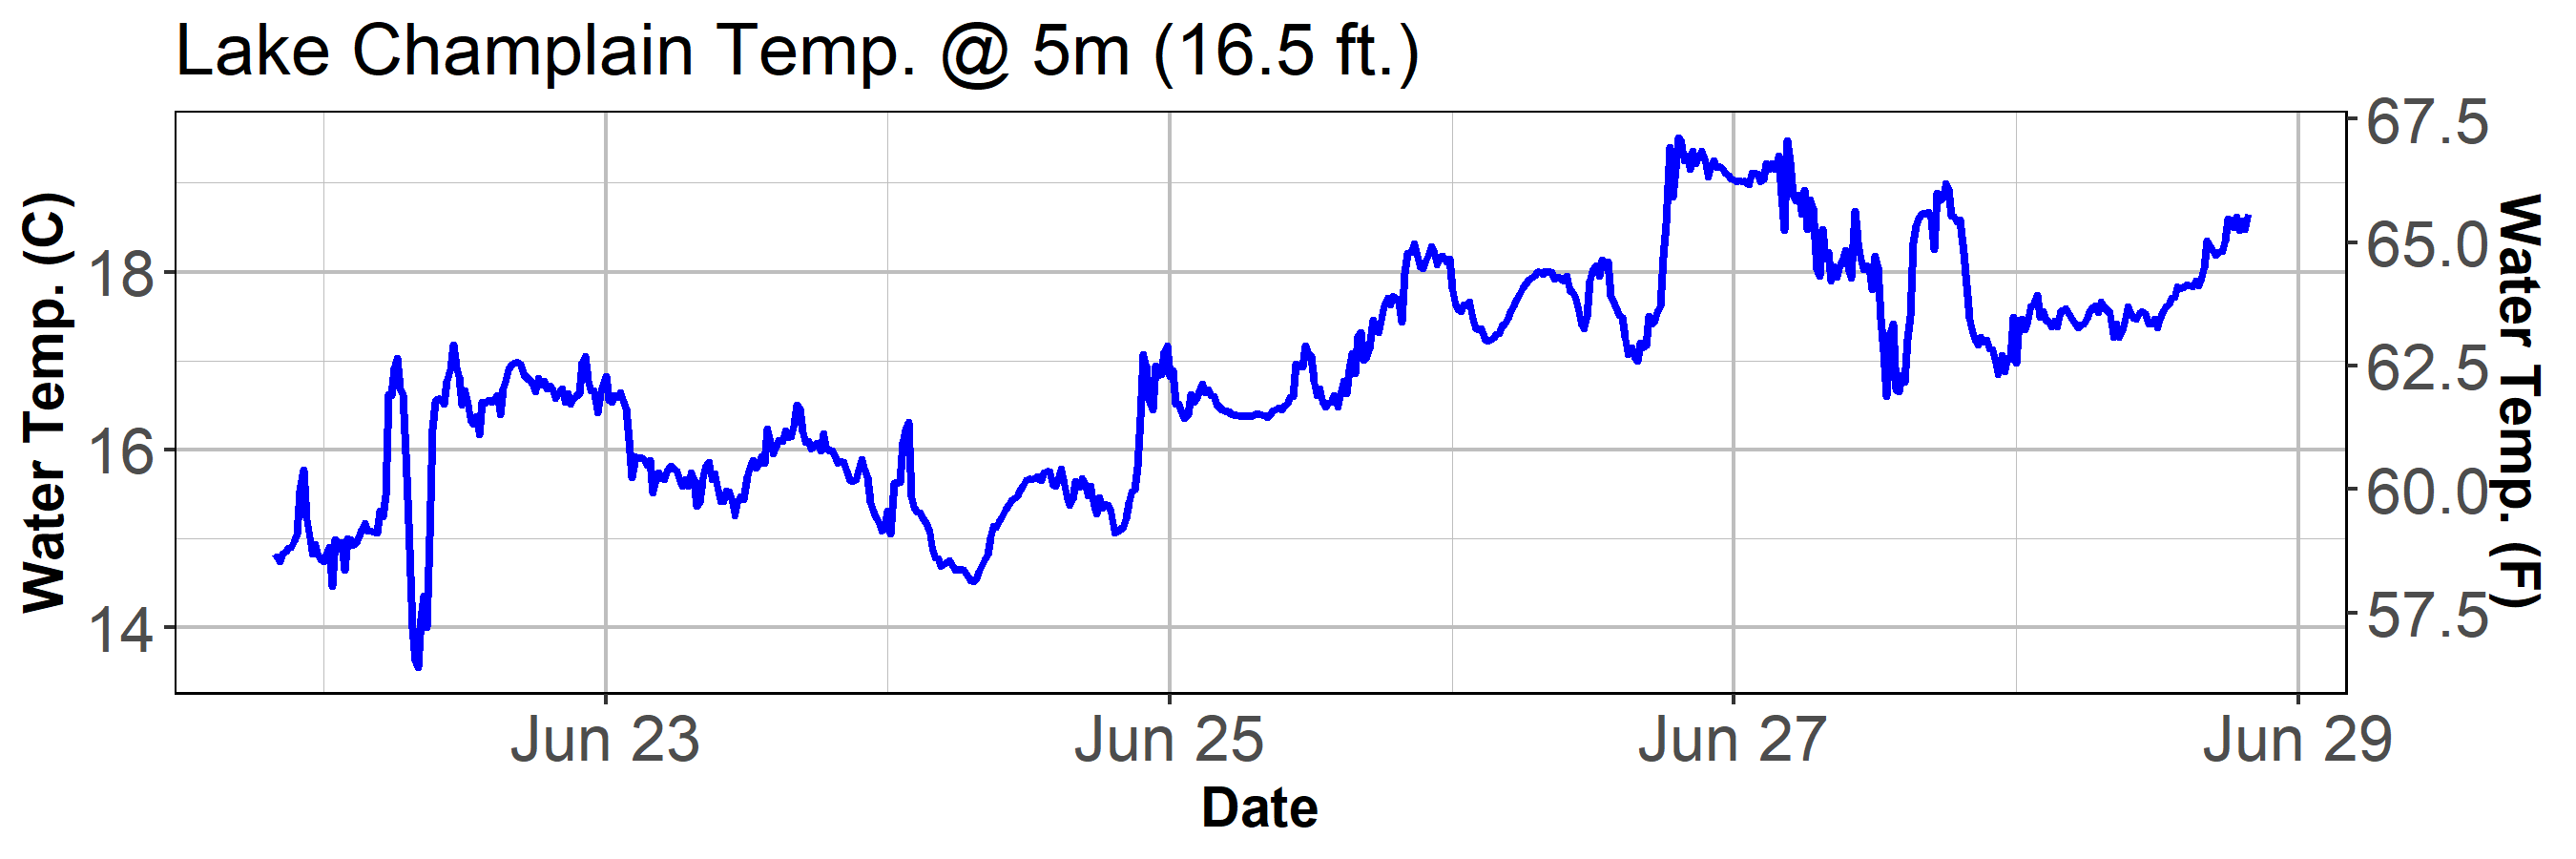 Lake Champlain Temp. @ 5m (16.5 ft.)
Water Temp. (C)
18
16
14
67.5
65.0
62.5
60.0
57.5
Water Temp. (F)
Jun 23
Jun 25
Jun 27
Jun 29
Date